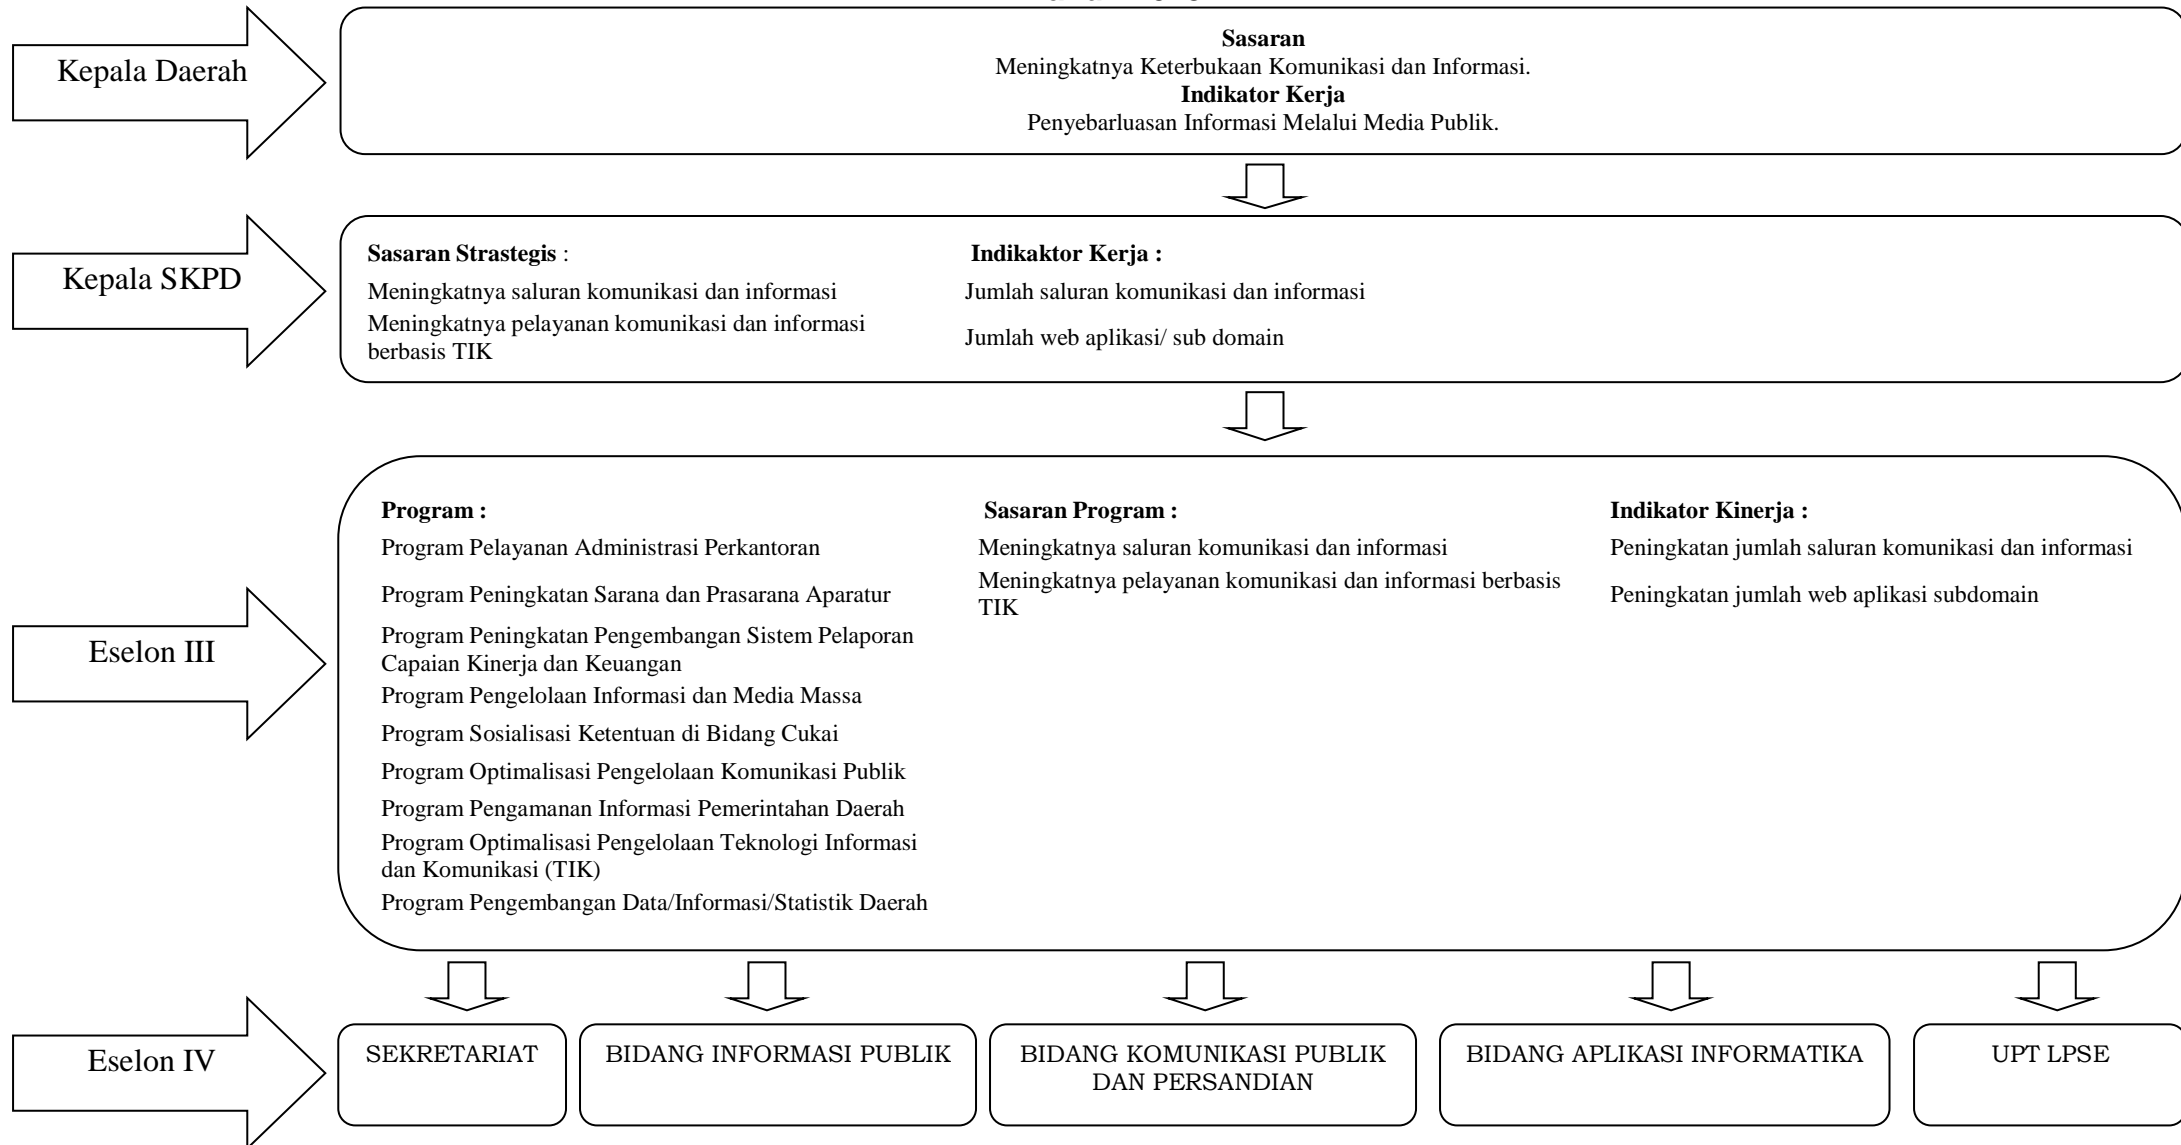 Kepala Daerah
Sasaran
Meningkatnya Keterbukaan Komunikasi dan Informasi.
Indikator Kerja
Penyebarluasan Informasi Melalui Media Publik.
Kepala SKPD
Sasaran Strastegis :
Indikaktor Kerja :
Meningkatnya saluran komunikasi dan informasi
Jumlah saluran komunikasi dan informasi
Meningkatnya pelayanan komunikasi dan informasi
berbasis TIK
Jumlah web aplikasi/ sub domain
Eselon III
Program :
Sasaran Program :
Indikator Kinerja :
Program Pelayanan Administrasi Perkantoran
Meningkatnya saluran komunikasi dan informasi
Peningkatan jumlah saluran komunikasi dan informasi
Program Peningkatan Sarana dan Prasarana Aparatur
Meningkatnya pelayanan komunikasi dan informasi berbasis
TIK
Peningkatan jumlah web aplikasi subdomain
Program Peningkatan Pengembangan Sistem Pelaporan
Capaian Kinerja dan Keuangan
Program Pengelolaan Informasi dan Media Massa
Program Sosialisasi Ketentuan di Bidang Cukai
Program Optimalisasi Pengelolaan Komunikasi Publik
Program Pengamanan Informasi Pemerintahan Daerah
Program Optimalisasi Pengelolaan Teknologi Informasi
dan Komunikasi (TIK)
Program Pengembangan Data/Informasi/Statistik Daerah
Eselon IV
SEKRETARIAT
BIDANG INFORMASI PUBLIK
BIDANG KOMUNIKASI PUBLIK
DAN PERSANDIAN
BIDANG APLIKASI INFORMATIKA
UPT LPSE